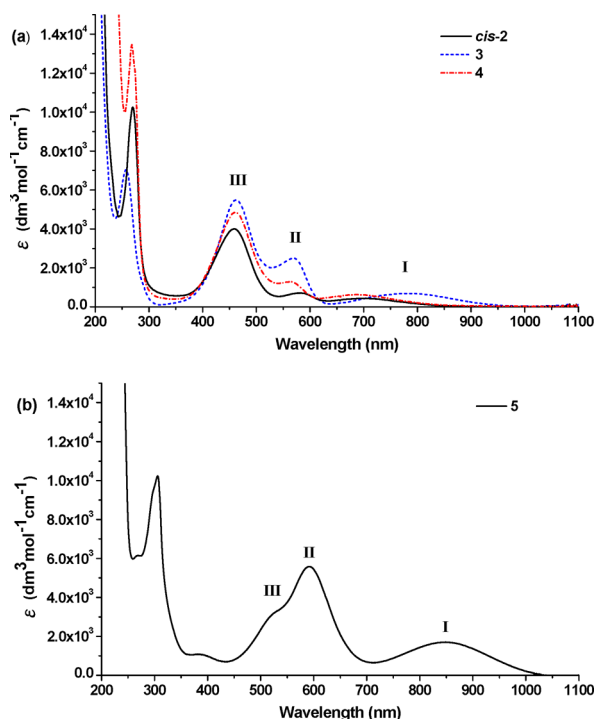 (a)
cis-2
3
4
1.4x10⁴
1.2x10⁴
1.0x10⁴
8.0x10³
6.0x10³
4.0x10³
2.0x10³
0.0
ε (dm³mol⁻¹cm⁻¹)
III
II
I
200 300 400 500 600 700 800 900 1000 1100
Wavelength (nm)
(b)
5
1.4x10⁴
1.2x10⁴
1.0x10⁴
8.0x10³
6.0x10³
4.0x10³
2.0x10³
0.0
ε (dm³mol⁻¹cm⁻¹)
III
II
I
200 300 400 500 600 700 800 900 1000 1100
Wavelength (nm)